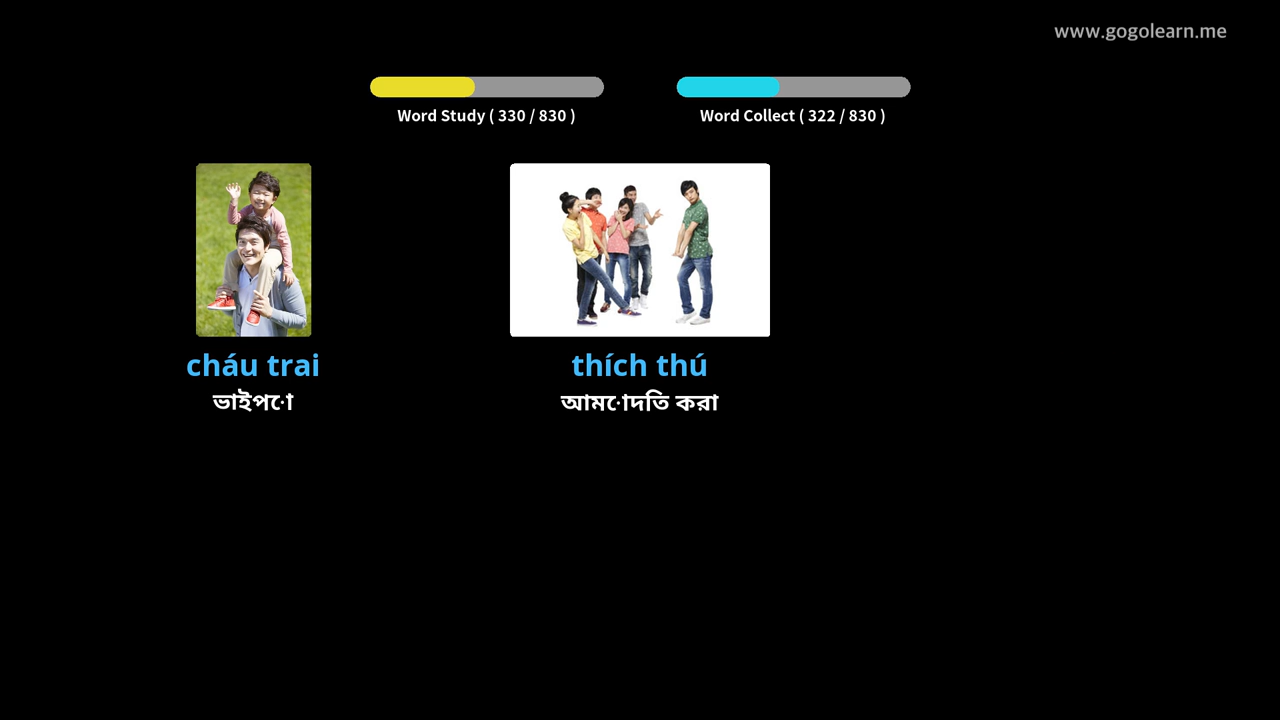 www.gogolearn.me
Word Study ( 330 / 830 )
Word Collect ( 322 / 830 )
cháu trai
ভাইপো
thích thú
আমোদিত করা